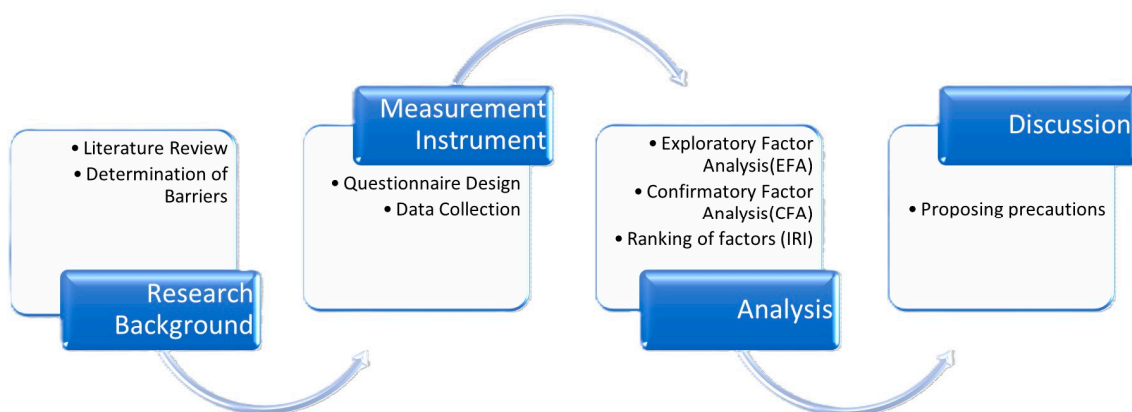 • Literature Review
• Determination of
Barriers
Research
Background
Measurement
Instrument
• Questionnaire Design
• Data Collection
• Exploratory Factor
Analysis(EFA)
• Confirmatory Factor
Analysis(CFA)
• Ranking of factors (IRI)
Analysis
Discussion
• Proposing precautions